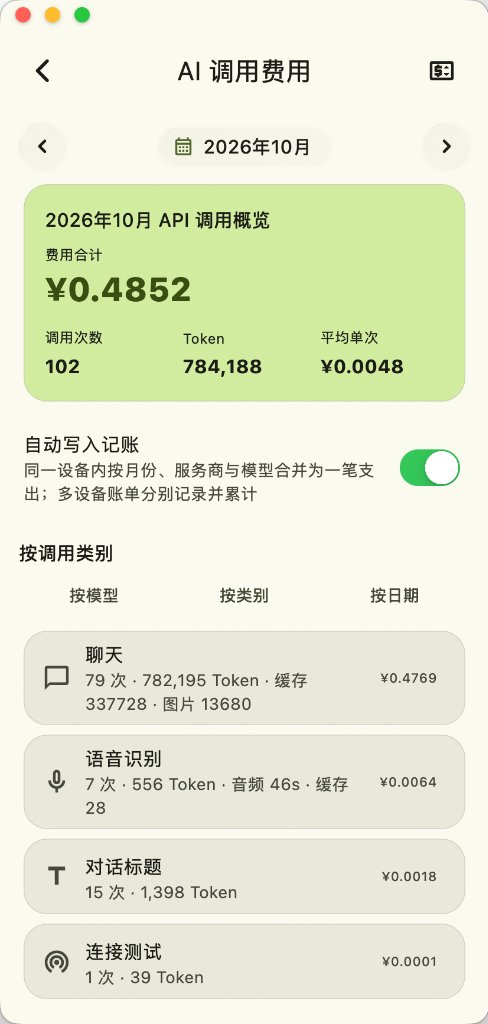 AI 调用费用
2026年10月
2026年10月 API 调用概览
费用合计
¥0.4852
调用次数 Token 平均单次
102 784,188 ¥0.0048
自动写入记账
同一设备内按月份、服务商与模型合并为一笔支
出；多设备账单分别记录并累计
按调用类别
按模型 按类别 按日期
聊天
79 次 · 782,195 Token · 缓存
337728 · 图片 13680
¥0.4769
语音识别
7 次 · 556 Token · 音频 46s · 缓存
28
¥0.0064
对话标题
15 次 · 1,398 Token
¥0.0018
连接测试
1 次 · 39 Token
¥0.0001